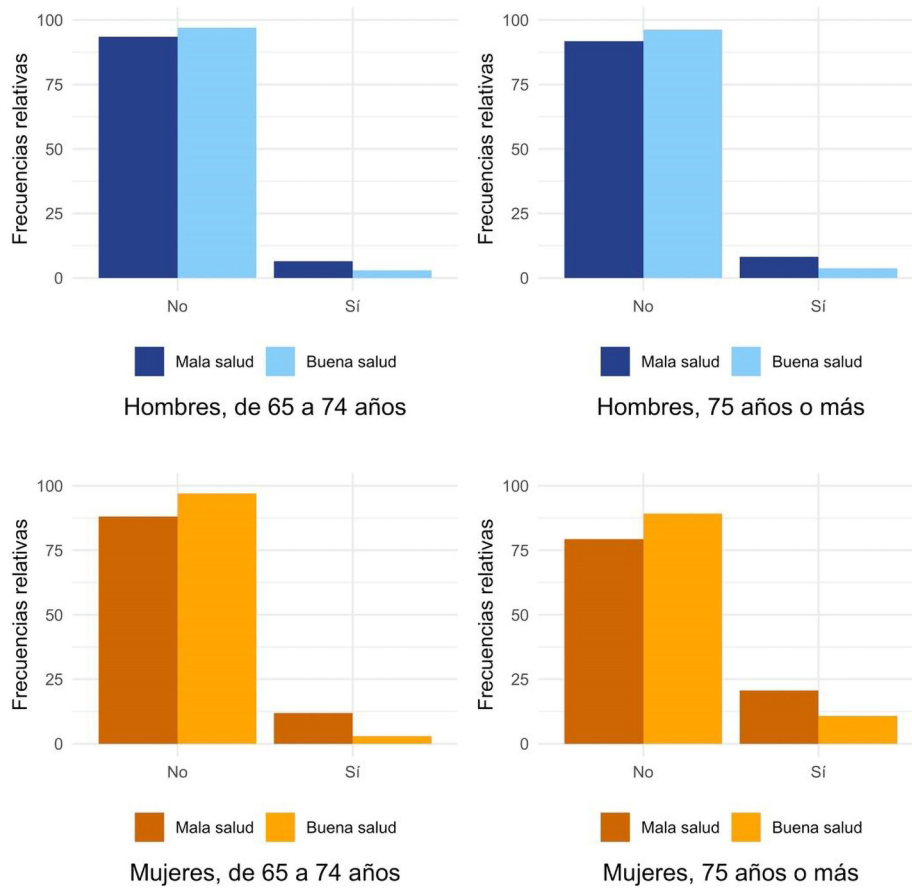 Frecuencias relativas
100
75
50
25
0
No
Sí
Mala salud
Buena salud
Hombres, de 65 a 74 años
Frecuencias relativas
100
75
50
25
0
No
Sí
Mala salud
Buena salud
Hombres, 75 años o más
Frecuencias relativas
100
75
50
25
0
No
Sí
Mala salud
Buena salud
Mujeres, de 65 a 74 años
Frecuencias relativas
100
75
50
25
0
No
Sí
Mala salud
Buena salud
Mujeres, 75 años o más